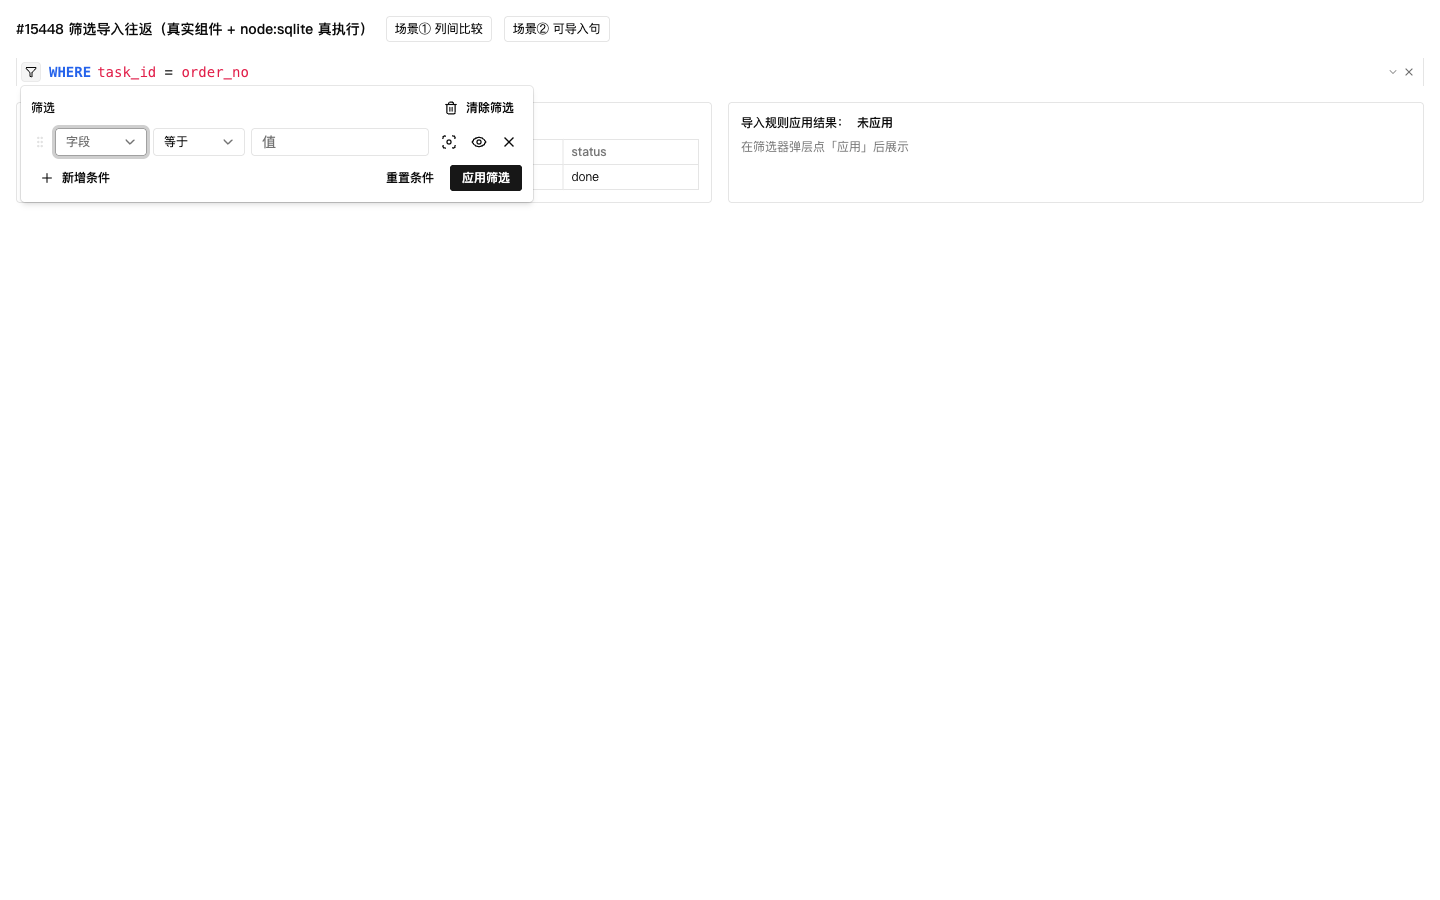 #15448 筛选导入往返（真实组件 + node:sqlite 真执行） 场景① 列间比较 场景② 可导入句
WHERE task_id = order_no
筛选 清除筛选
字段 等于 值
新增条件 重置条件 应用筛选
status
done
导入规则应用结果： 未应用
在筛选器弹层点「应用」后展示